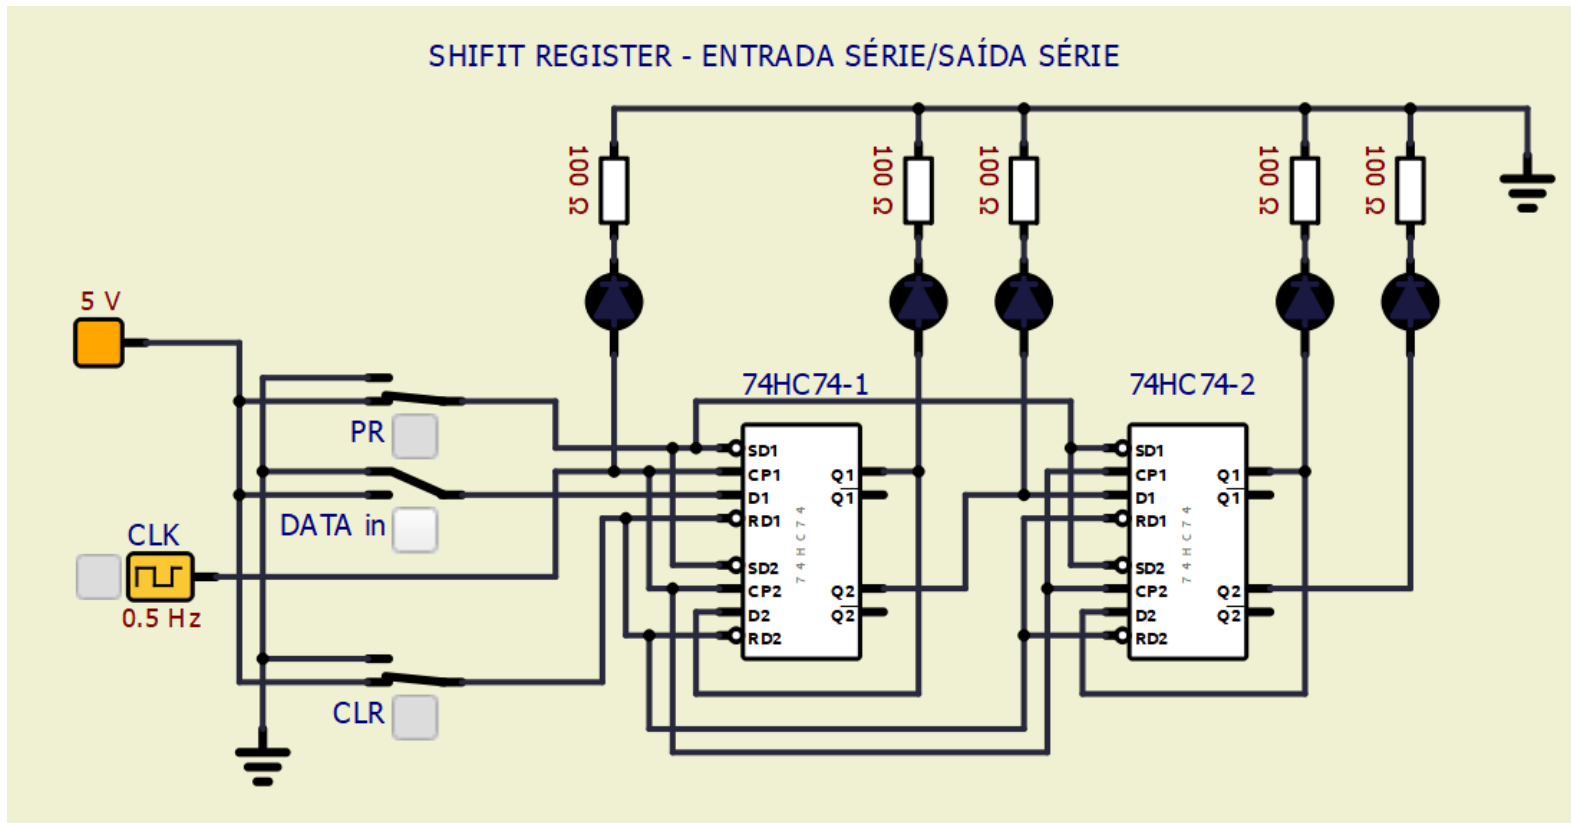 SHIFIT REGISTER - ENTRADA SÉRIE/SAÍDA SÉRIE
100 Ω
100 Ω
100 Ω
100 Ω
100 Ω
5 V
74HC74-1
74HC74-2
PR
DATA in
CLK
0.5 Hz
CLR
SD1
CP1
D1
RD1
SD2
CP2
D2
RD2
Q1
Q1
Q2
Q2
74HC74
SD1
CP1
D1
RD1
SD2
CP2
D2
RD2
Q1
Q1
Q2
Q2
74HC74